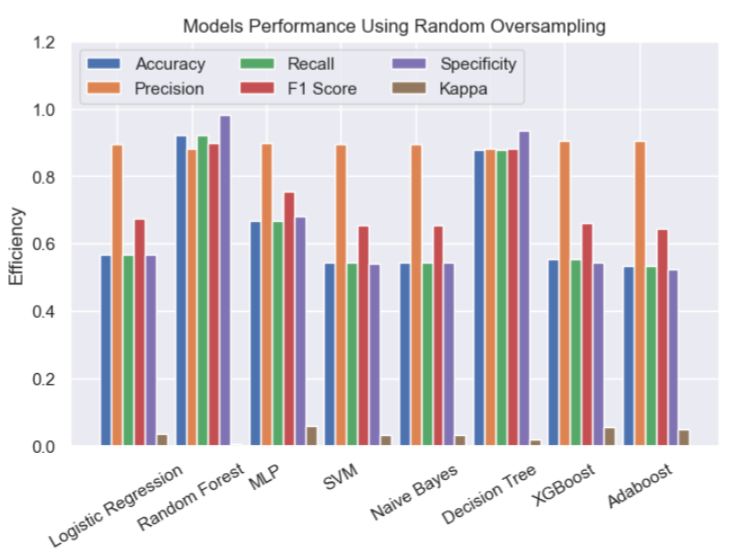 Models Performance Using Random Oversampling
Accuracy
Precision
Recall
F1 Score
Specificity
Kappa
Efficiency
1.2
1.0
0.8
0.6
0.4
0.2
0.0
Logistic Regression
Random Forest
MLP
SVM
Naive Bayes
Decision Tree
XGBoost
Adaboost